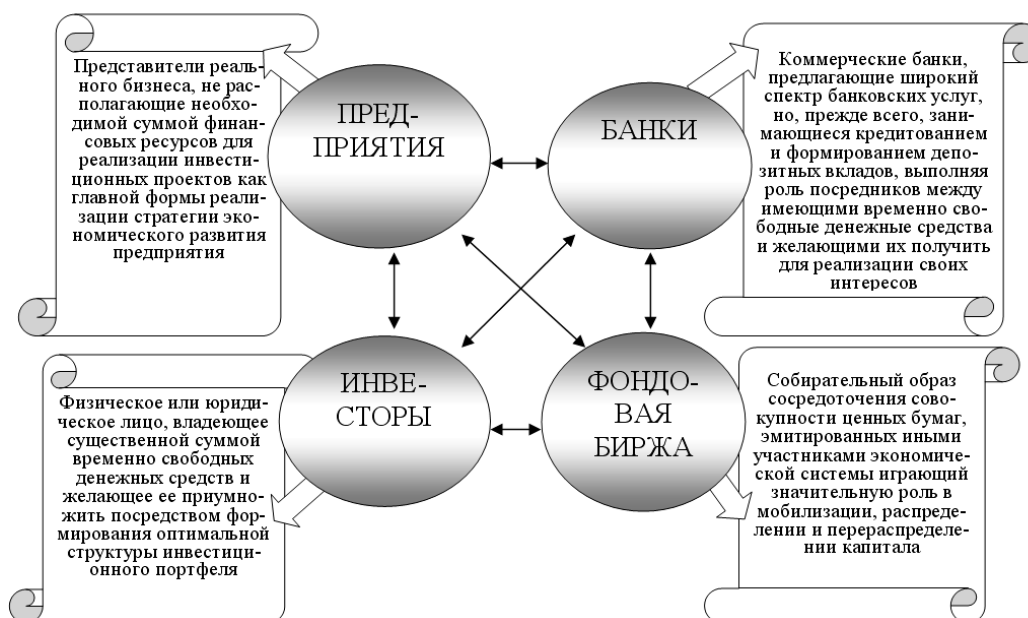 Представители реаль-
ного бизнеса, не рас-
полагающие необхо-
димой суммой финан-
совых ресурсов для
реализации инвести-
ционных проектов как
главной формы реали-
зации стратегии эко-
номического развития
предприятия
ПРЕД-
ПРИЯТИЯ
БАНКИ
Коммерческие банки,
предлагающие широкий
спектр банковских услуг,
но, прежде всего, зани-
мающиеся кредитованием
и формированием депо-
зитных вкладов, выполняя
роль посредников между
имеющими временно сво-
бодные денежные средства
и желающими их получить
для реализации своих
интересов
Физическое или юриди-
ческое лицо, владеющее
существенной суммой
временно свободных
денежных средств и
желающее ее приумно-
жить посредством фор-
мирования оптимальной
структуры инвестици-
онного портфеля
ИНВЕ-
СТОРЫ
ФОНДО-
ВАЯ
БИРЖА
Собирательный образ
сосредоточения сово-
купности ценных бумаг,
эмитированных иными
участниками экономиче-
ской системы играющий
значительную роль в
мобилизации, распреде-
лении и перераспреде-
лении капитала